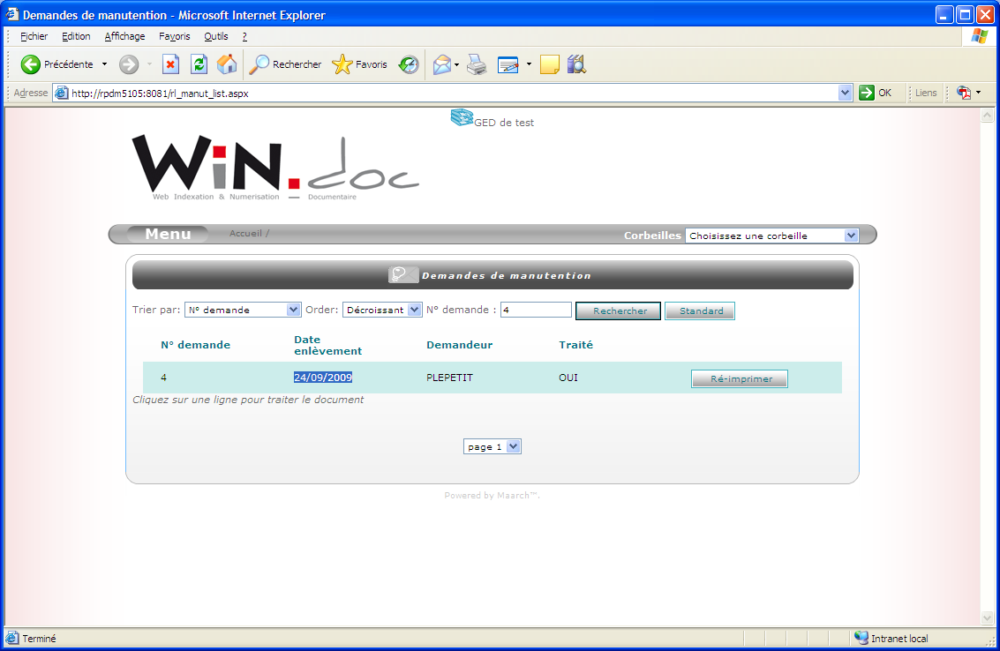 Demandes de manutention - Microsoft Internet Explorer
Fichier Edition Affichage Favoris Outils ?
Précédente Rechercher Favoris
Adresse http://rpdm5105:8081/rl_manut_list.aspx OK Liens
GED de test
WiN.doc
Web Indexation & Numerisation — Documentaire
Menu Accueil / Corbeilles Choisissez une corbeille
Demandes de manutention
Trier par: N° demande Order: Décroissant N° demande : 4 Rechercher Standard
N° demande Date enlèvement Demandeur Traité
4 24/09/2009 PLEPETIT OUI Ré-imprimer
Cliquez sur une ligne pour traiter le document
page 1
Powered by Maarch™.
Terminé Intranet local